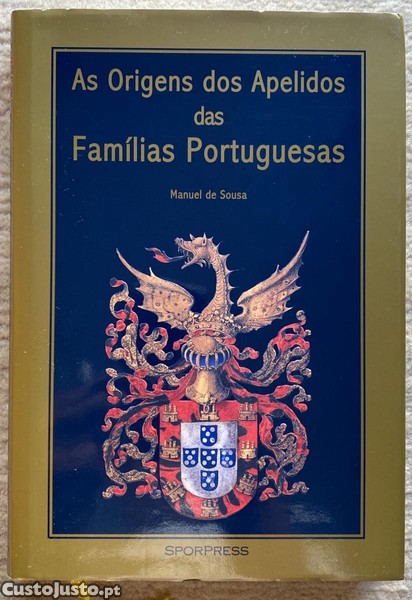 As Origens dos Apelidos
das
Famílias Portuguesas
Manuel de Sousa
SPORPRESS
CustoJusto.pt